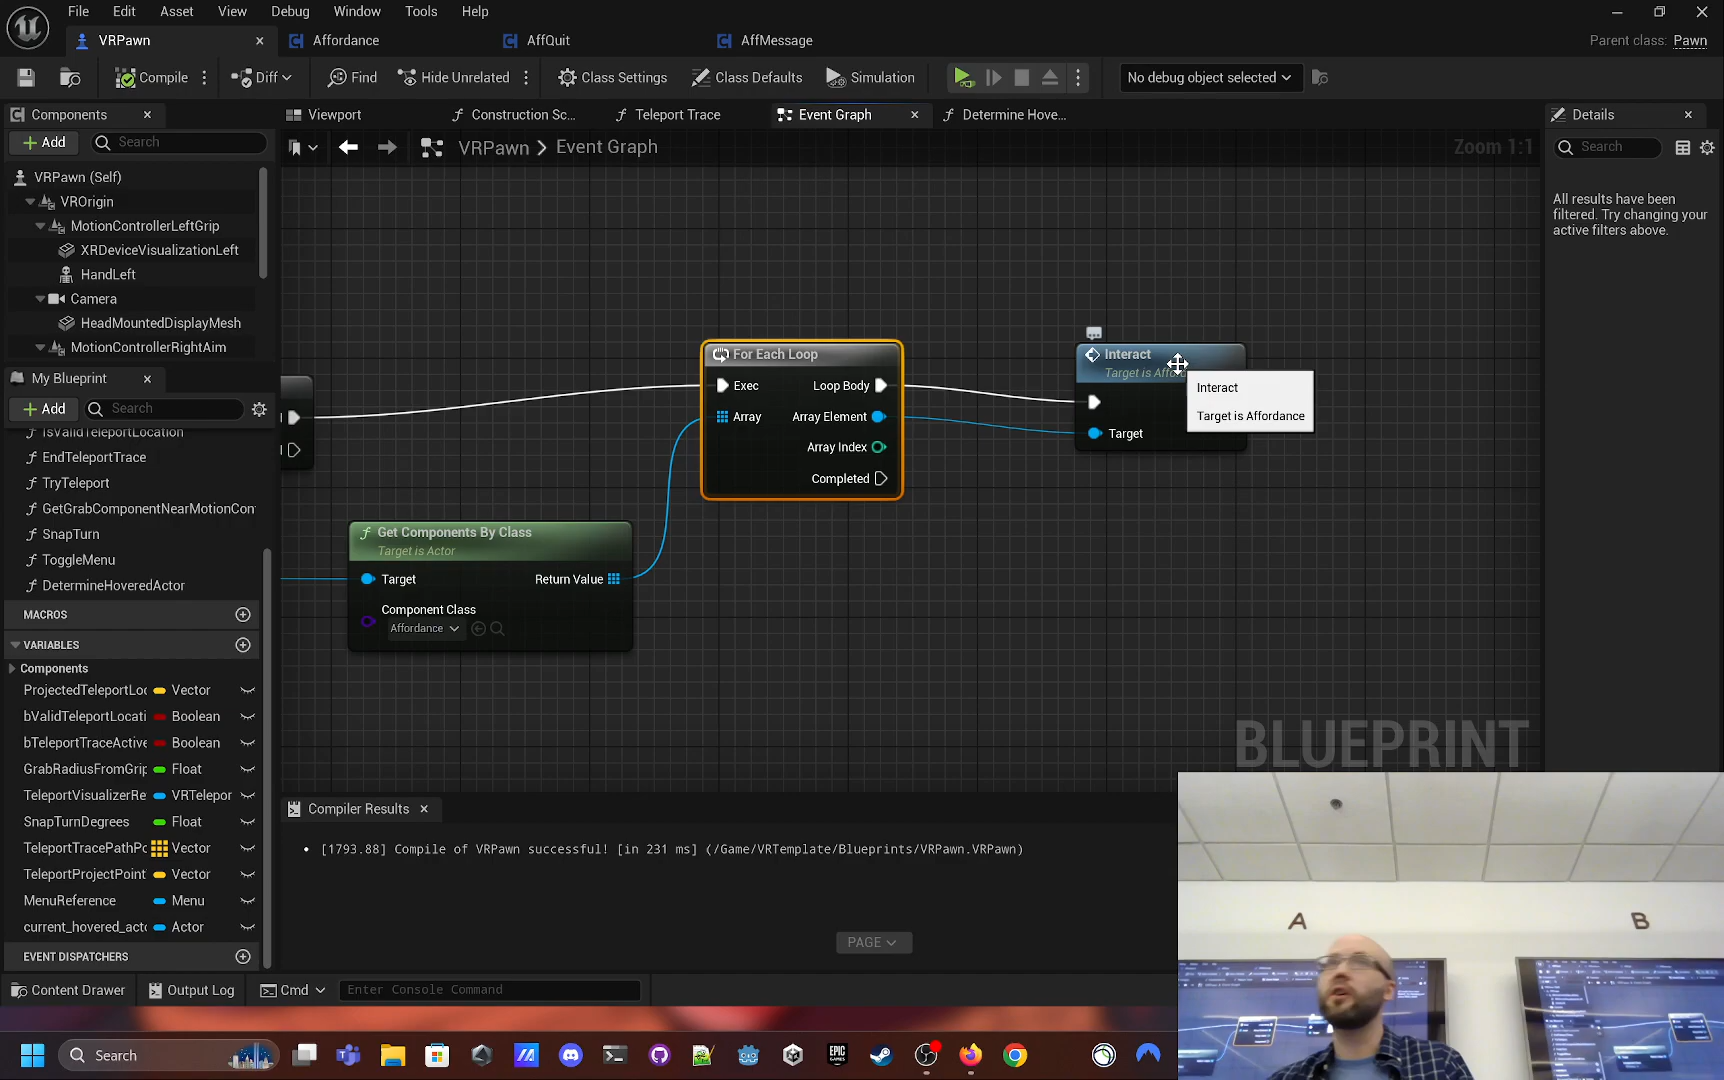 File Edit Asset View Debug Window Tools Help
VRPawn Affordance AffQuit AffMessage Parent class: Pawn
Compile Diff Find Hide Unrelated Class Settings Class Defaults Simulation No debug object selected
Components Viewport Construction Sc... Teleport Trace Event Graph Determine Hove... Details
Add Search VRPawn > Event Graph Zoom 1:1 Search
VRPawn (Self)
VROrigin
MotionControllerLeftGrip
XRDeviceVisualizationLeft
HandLeft
Camera
HeadMountedDisplayMesh
MotionControllerRightAim
All results have been
filtered. Try changing your
active filters above.
My Blueprint
Add Search
IsValidTeleportLocation
EndTeleportTrace
TryTeleport
GetGrabComponentNearMotionCon
SnapTurn
ToggleMenu
DetermineHoveredActor
MACROS
VARIABLES
Components
ProjectedTeleportLoc Vector
bValidTeleportLocati Boolean
bTeleportTraceActive Boolean
GrabRadiusFromGrip Float
TeleportVisualizerRe VRTelepor
SnapTurnDegrees Float
TeleportTracePathPo Vector
TeleportProjectPoint Vector
MenuReference Menu
current_hovered_acto Actor
EVENT DISPATCHERS
For Each Loop
Exec Loop Body
Array Array Element
Array Index
Completed
Interact
Target is Afford
Target
Interact
Target is Affordance
Get Components By Class
Target is Actor
Target Return Value
Component Class
Affordance
BLUEPRINT
Compiler Results
• [1793.88] Compile of VRPawn successful! [in 231 ms] (/Game/VRTemplate/Blueprints/VRPawn.VRPawn)
PAGE
Content Drawer Output Log Cmd Enter Console Command
A B
Search
EPIC
GAMES